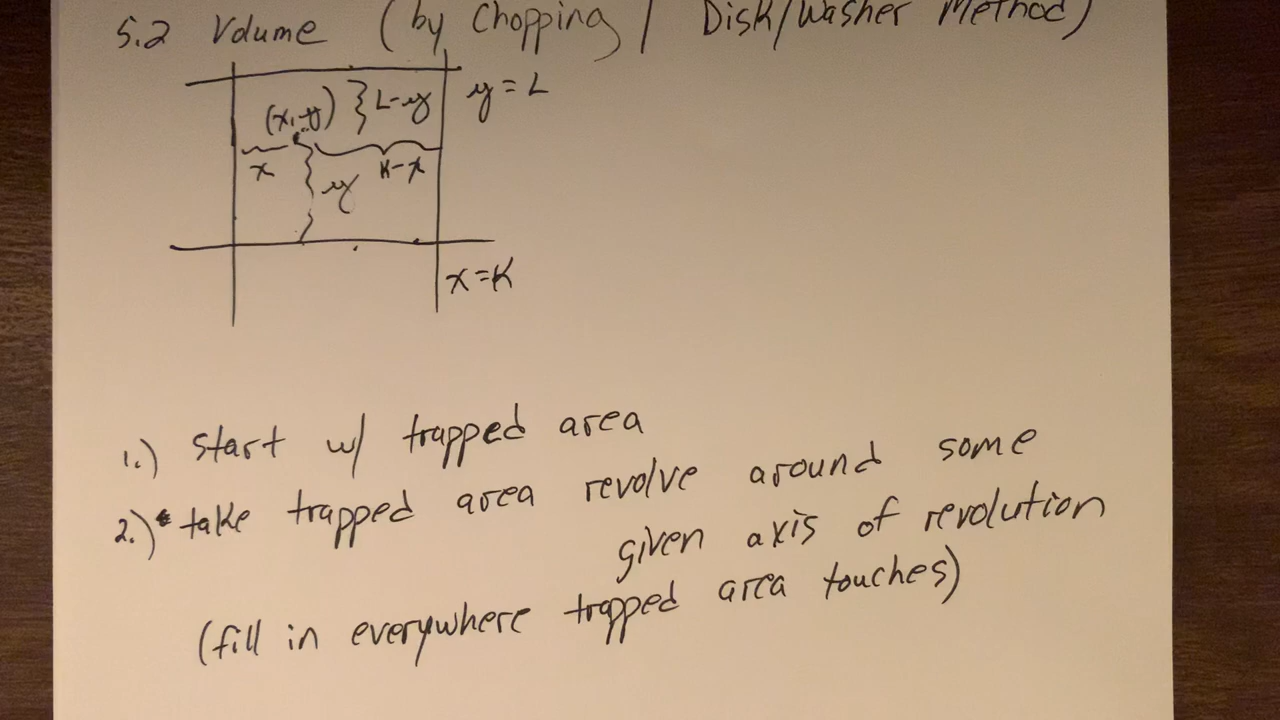 5.2 Volume (by Chopping / Disk/Washer Method)
y = L
(x, y) } L-y
x K-x
y
x = K
1.) start w/ trapped area
2.) take trapped area revolve around some
given axis of revolution
(fill in everywhere trapped area touches)